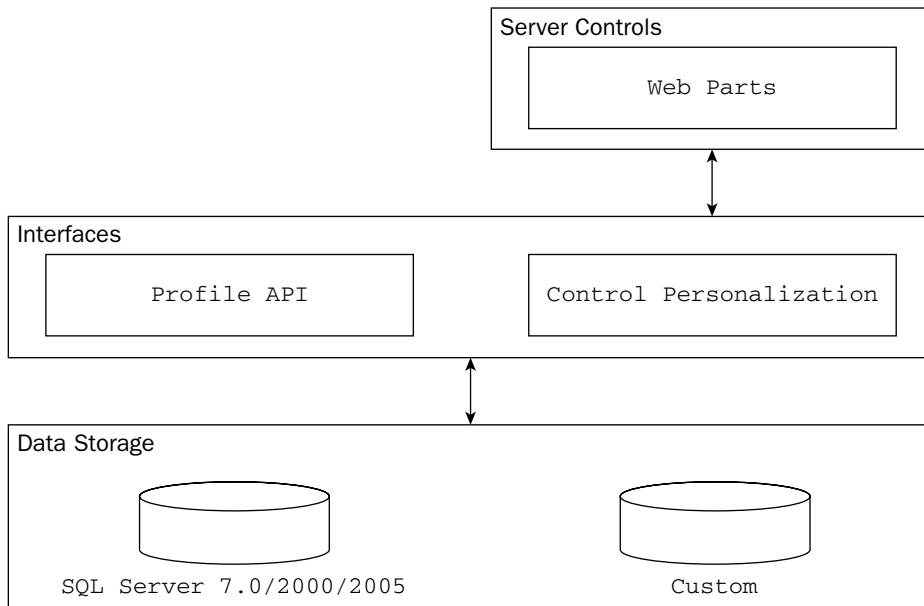 Server Controls
Web Parts
Interfaces
Profile API
Control Personalization
Data Storage
SQL Server 7.0/2000/2005
Custom